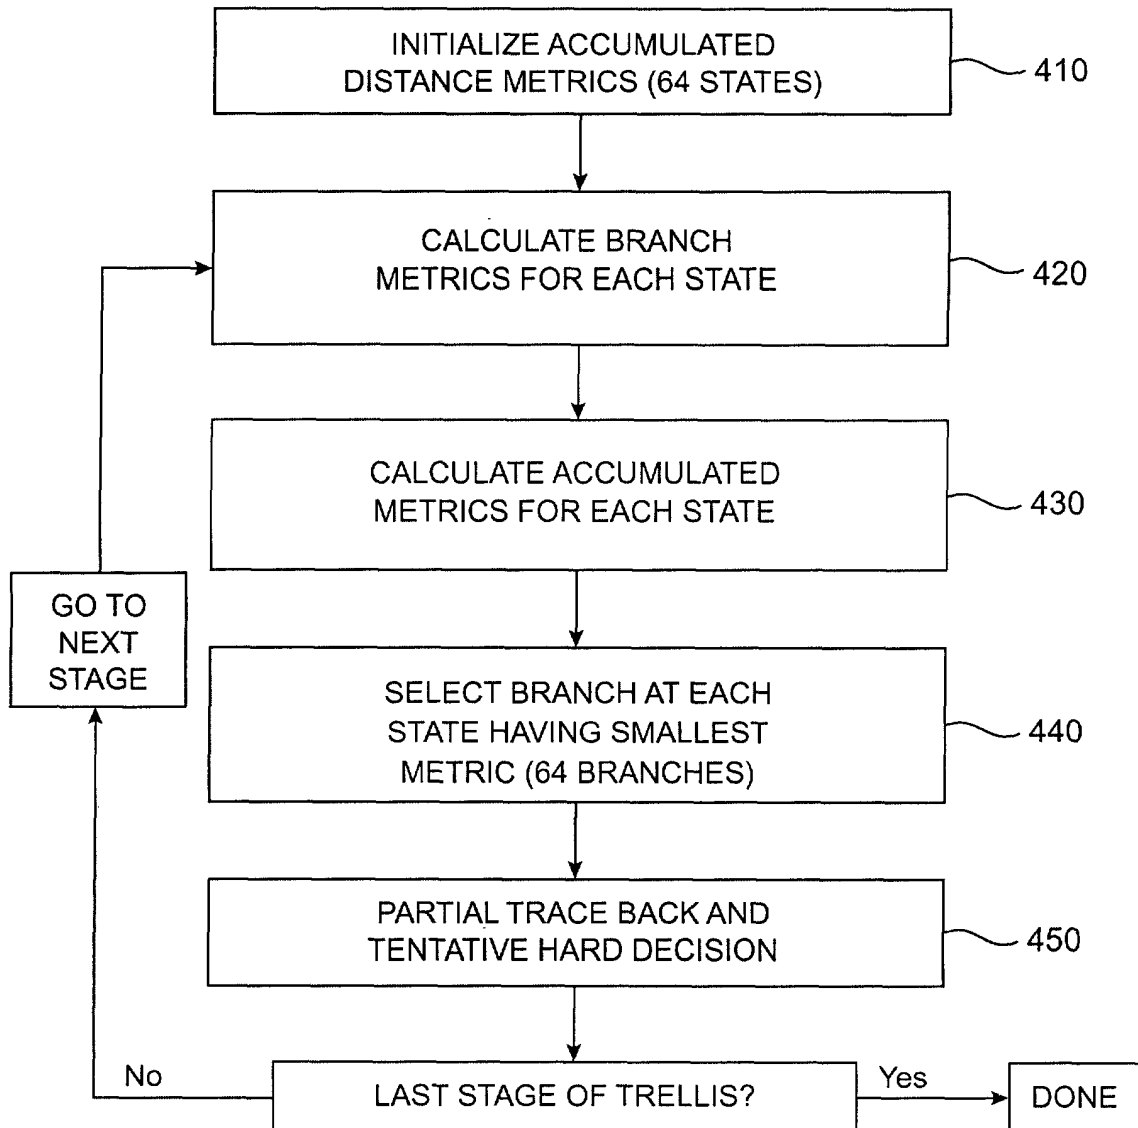 INITIALIZE ACCUMULATED
DISTANCE METRICS (64 STATES)
410
CALCULATE BRANCH
METRICS FOR EACH STATE
420
CALCULATE ACCUMULATED
METRICS FOR EACH STATE
430
GO TO
NEXT
STAGE
SELECT BRANCH AT EACH
STATE HAVING SMALLEST
METRIC (64 BRANCHES)
440
PARTIAL TRACE BACK AND
TENTATIVE HARD DECISION
450
No
LAST STAGE OF TRELLIS?
Yes
DONE